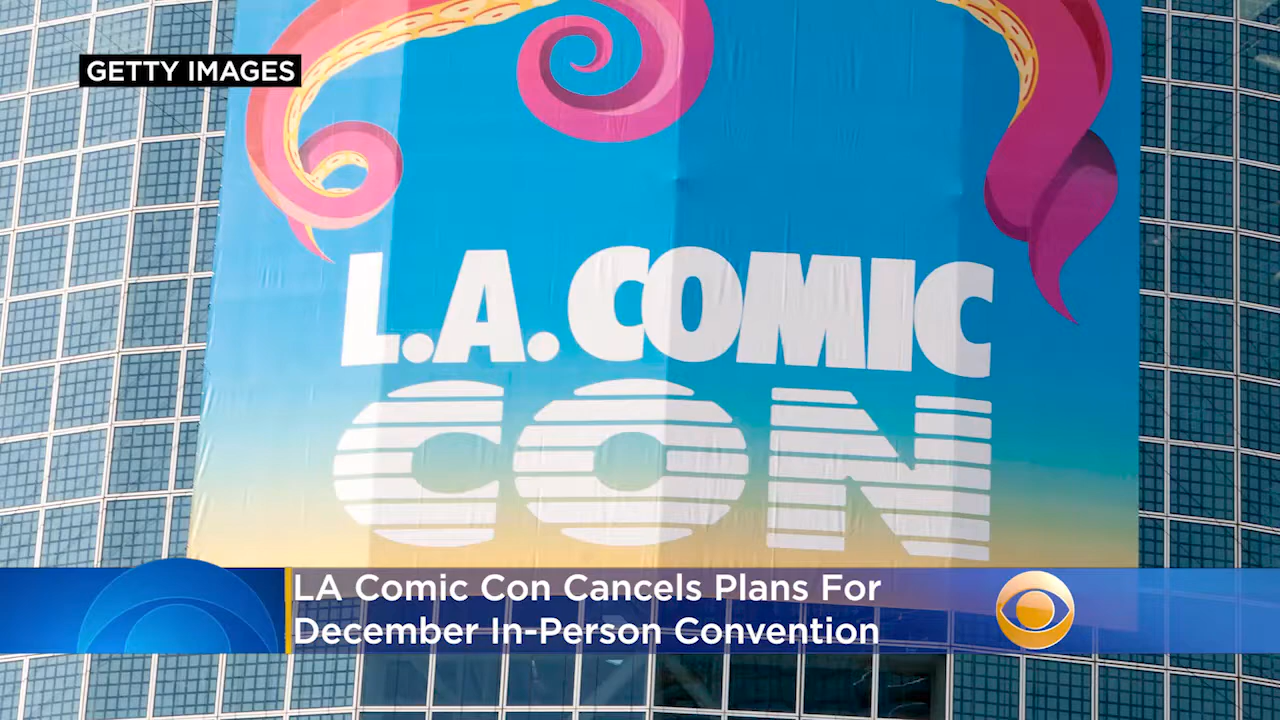 GETTY IMAGES
L.A. COMIC
CON
LA Comic Con Cancels Plans For
December In-Person Convention